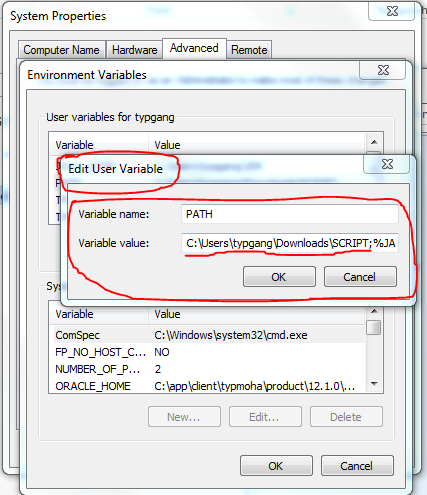 System Properties
Computer Name Hardware Advanced Remote
Environment Variables
User variables for typgang
Variable Value
Edit User Variable
Variable name: PATH
Variable value: C:\Users\typgang\Downloads\SCRIPT;%JA
OK Cancel
Variable Value
ComSpec C:\Windows\system32\cmd.exe
FP_NO_HOST_C... NO
NUMBER_OF_P... 2
ORACLE_HOME C:\app\client\typmoha\product\12.1.0\...
New... Edit... Delete
OK Cancel